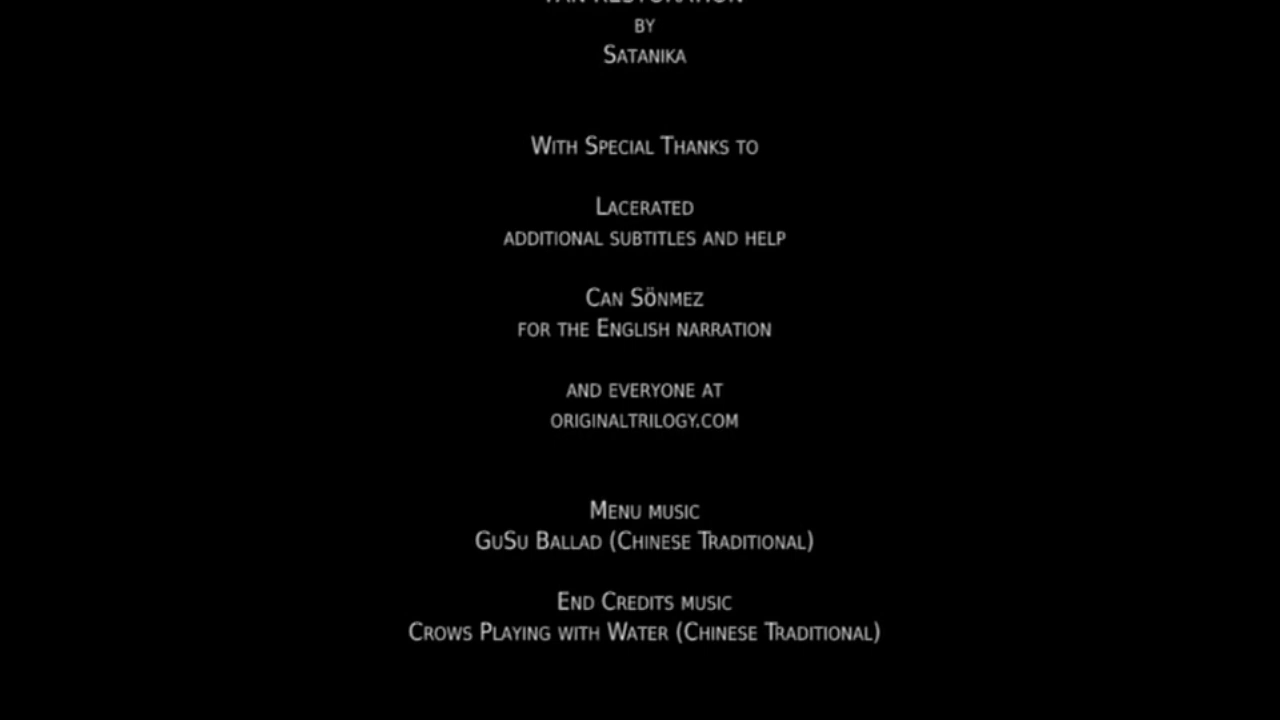 BY
SATANIKA
WITH SPECIAL THANKS TO
LACERATED
ADDITIONAL SUBTITLES AND HELP
CAN SÖNMEZ
FOR THE ENGLISH NARRATION
AND EVERYONE AT
ORIGINALTRILOGY.COM
MENU MUSIC
GUSU BALLAD (CHINESE TRADITIONAL)
END CREDITS MUSIC
CROWS PLAYING WITH WATER (CHINESE TRADITIONAL)